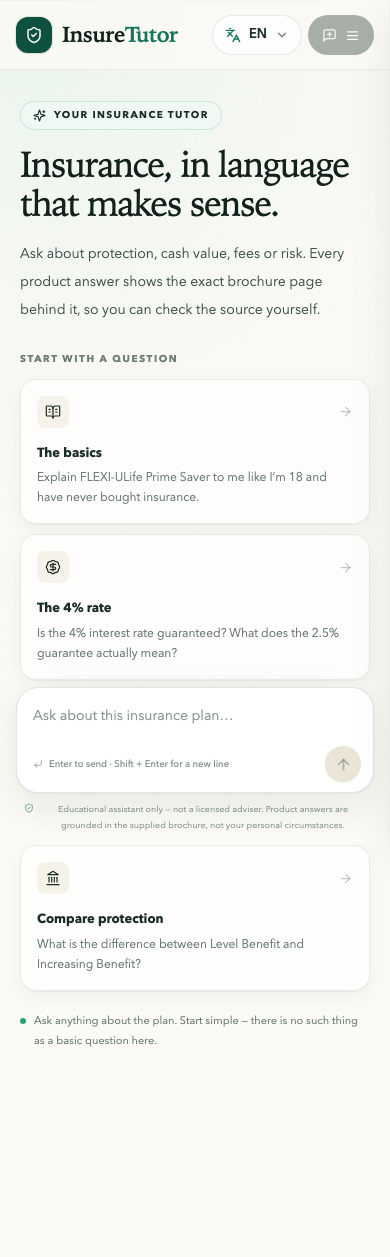 InsureTutor
EN
YOUR INSURANCE TUTOR
Insurance, in language
that makes sense.
Ask about protection, cash value, fees or risk. Every
product answer shows the exact brochure page
behind it, so you can check the source yourself.
START WITH A QUESTION
The basics
Explain FLEXI-ULife Prime Saver to me like I'm 18 and
have never bought insurance.
The 4% rate
Is the 4% interest rate guaranteed? What does the 2.5%
guarantee actually mean?
Ask about this insurance plan…
Enter to send · Shift + Enter for a new line
Educational assistant only — not a licensed adviser. Product answers are
grounded in the supplied brochure, not your personal circumstances.
Compare protection
What is the difference between Level Benefit and
Increasing Benefit?
Ask anything about the plan. Start simple — there is no such thing
as a basic question here.